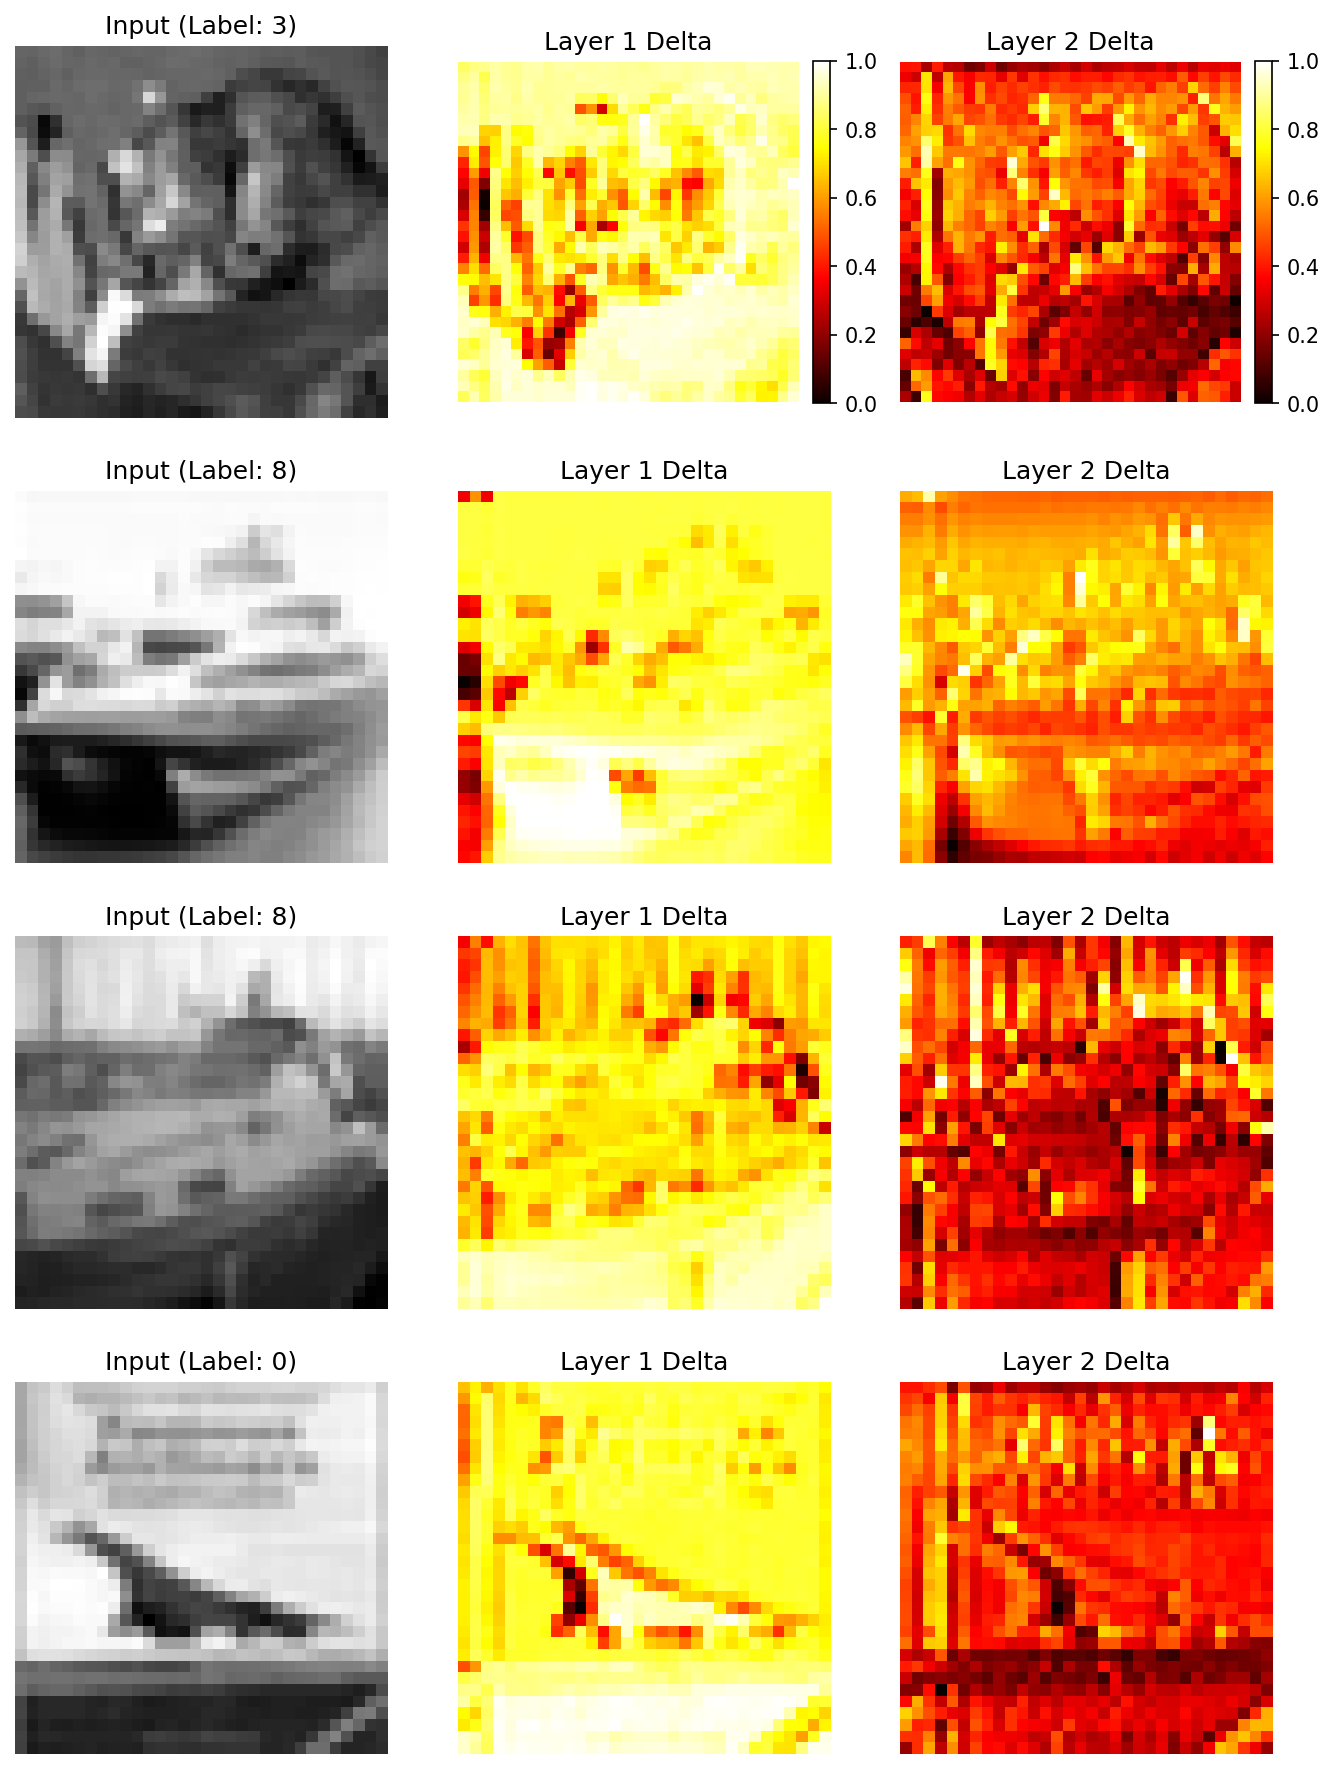 Input (Label: 3)
Layer 1 Delta
Layer 2 Delta
1.0
0.8
0.6
0.4
0.2
0.0
1.0
0.8
0.6
0.4
0.2
0.0
Input (Label: 8)
Layer 1 Delta
Layer 2 Delta
Input (Label: 8)
Layer 1 Delta
Layer 2 Delta
Input (Label: 0)
Layer 1 Delta
Layer 2 Delta